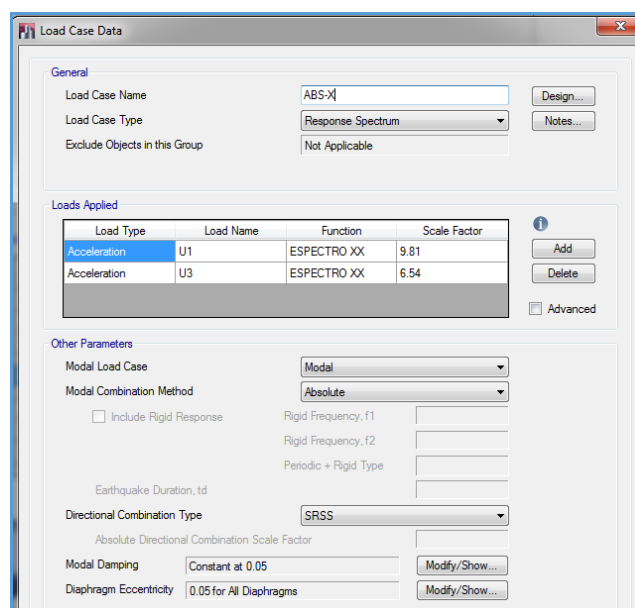 Load Case Data
General
Load Case Name ABS-X Design...
Load Case Type Response Spectrum Notes...
Exclude Objects in this Group Not Applicable
Loads Applied
Load Type Load Name Function Scale Factor
Acceleration U1 ESPECTRO XX 9.81 Add
Acceleration U3 ESPECTRO XX 6.54 Delete
Advanced
Other Parameters
Modal Load Case Modal
Modal Combination Method Absolute
Include Rigid Response Rigid Frequency, f1
Rigid Frequency, f2
Periodic + Rigid Type
Earthquake Duration, td
Directional Combination Type SRSS
Absolute Directional Combination Scale Factor
Modal Damping Constant at 0.05 Modify/Show...
Diaphragm Eccentricity 0.05 for All Diaphragms Modify/Show...